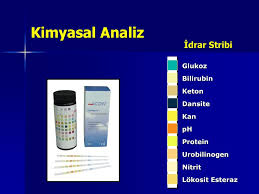 Kimyasal Analiz
İdrar Stribi
Glukoz
Bilirubin
Keton
Dansite
Kan
pH
Protein
Urobilinogen
Nitrit
Lökosit Esteraz